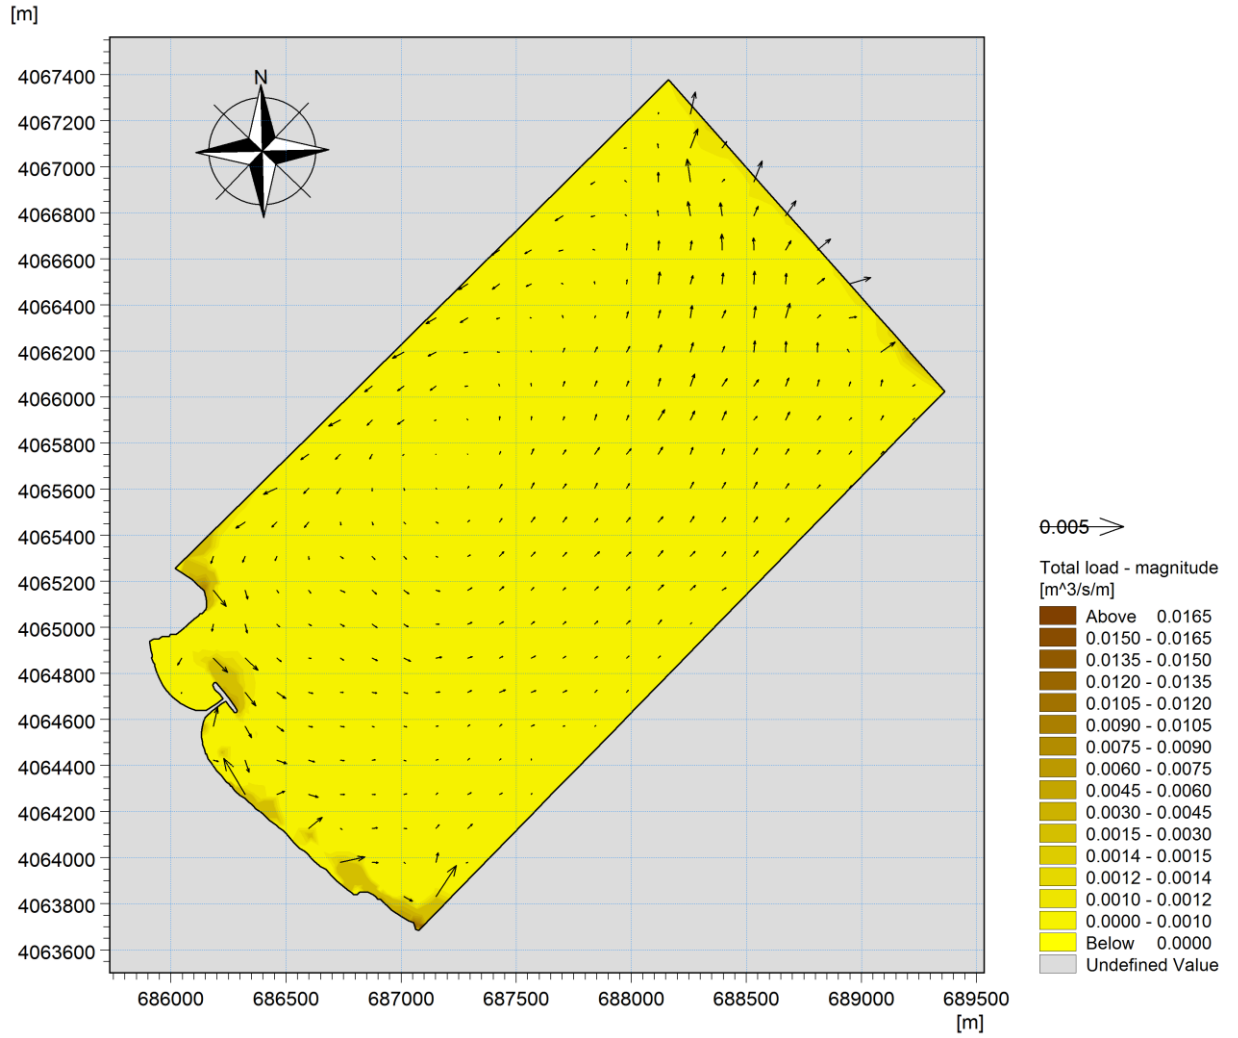 [m]
N
4067400
4067200
4067000
4066800
4066600
4066400
4066200
4066000
4065800
4065600
4065400
4065200
4065000
4064800
4064600
4064400
4064200
4064000
4063800
4063600
686000 686500 687000 687500 688000 688500 689000 689500
[m]
0.005
Total load - magnitude
[m^3/s/m]
Above 0.0165
0.0150 - 0.0165
0.0135 - 0.0150
0.0120 - 0.0135
0.0105 - 0.0120
0.0090 - 0.0105
0.0075 - 0.0090
0.0060 - 0.0075
0.0045 - 0.0060
0.0030 - 0.0045
0.0015 - 0.0030
0.0014 - 0.0015
0.0012 - 0.0014
0.0010 - 0.0012
0.0000 - 0.0010
Below 0.0000
Undefined Value